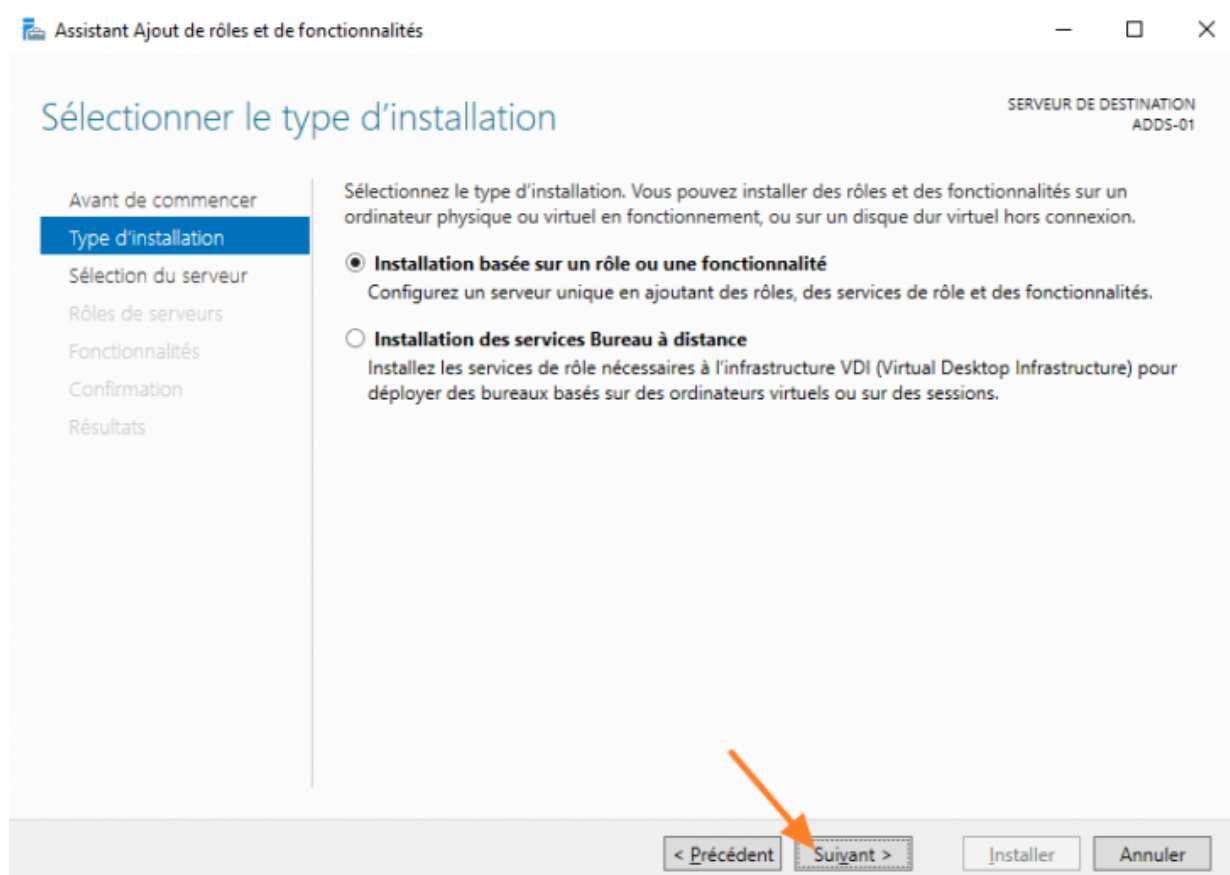 Assistant Ajout de rôles et de fonctionnalités
Sélectionner le type d'installation
SERVEUR DE DESTINATION
ADDS-01
Avant de commencer
Type d'installation
Sélection du serveur
Rôles de serveurs
Fonctionnalités
Confirmation
Résultats
Sélectionnez le type d'installation. Vous pouvez installer des rôles et des fonctionnalités sur un
ordinateur physique ou virtuel en fonctionnement, ou sur un disque dur virtuel hors connexion.
Installation basée sur un rôle ou une fonctionnalité
Configurez un serveur unique en ajoutant des rôles, des services de rôle et des fonctionnalités.
Installation des services Bureau à distance
Installez les services de rôle nécessaires à l'infrastructure VDI (Virtual Desktop Infrastructure) pour
déployer des bureaux basés sur des ordinateurs virtuels ou sur des sessions.
< Précédent
Suivant >
Installer
Annuler